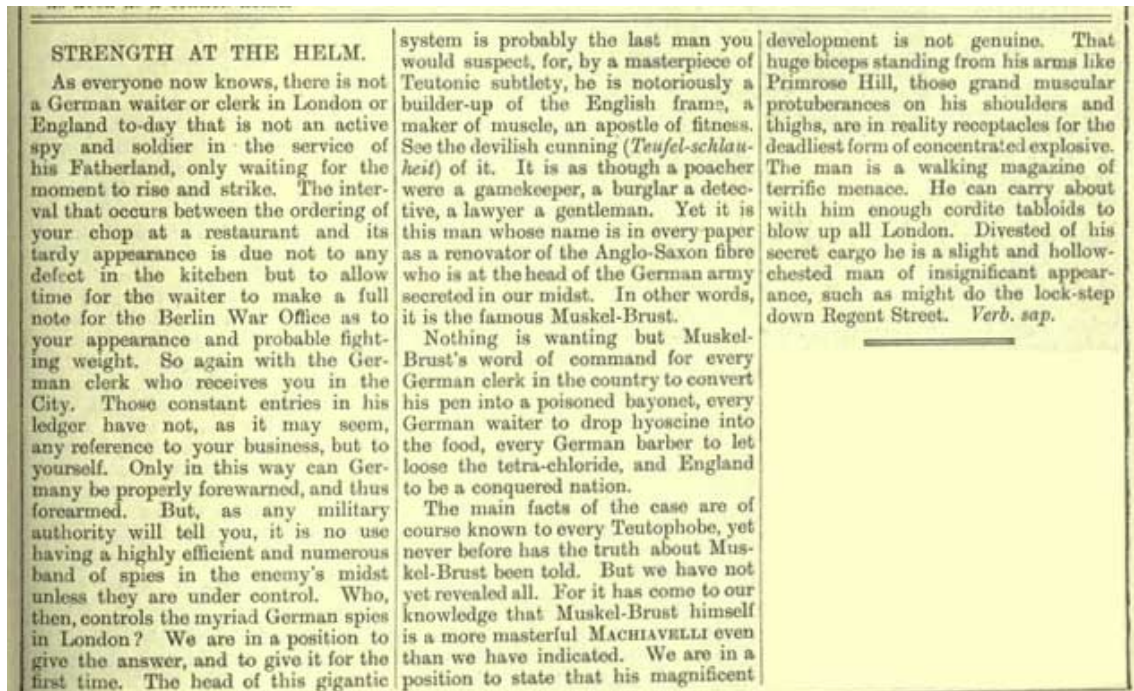 STRENGTH AT THE HELM.
As everyone now knows, there is not
a German waiter or clerk in London or
England to-day that is not an active
spy and soldier in the service of
his Fatherland, only waiting for the
moment to rise and strike. The inter-
val that occurs between the ordering of
your chop at a restaurant and its
tardy appearance is due not to any
defect in the kitchen but to allow
time for the waiter to make a full
note for the Berlin War Office as to
your appearance and probable fight-
ing weight. So again with the Ger-
man clerk who receives you in the
City. Those constant entries in his
ledger have not, as it may seem,
any reference to your business, but to
yourself. Only in this way can Ger-
many be properly forewarned, and thus
forearmed. But, as any military
authority will tell you, it is no use
having a highly efficient and numerous
band of spies in the enemy's midst
unless they are under control. Who,
then, controls the myriad German spies
in London? We are in a position to
give the answer, and to give it for the
first time. The head of this gigantic
system is probably the last man you
would suspect, for, by a masterpiece of
Teutonic subtlety, he is notoriously a
builder-up of the English frame, a
maker of muscle, an apostle of fitness.
See the devilish cunning (Teufel-schlau-
heit) of it. It is as though a poacher
were a gamekeeper, a burglar a detec-
tive, a lawyer a gentleman. Yet it is
this man whose name is in every paper
as a renovator of the Anglo-Saxon fibre
who is at the head of the German army
secreted in our midst. In other words,
it is the famous Muskel-Brust.
Nothing is wanting but Muskel-
Brust's word of command for every
German clerk in the country to convert
his pen into a poisoned bayonet, every
German waiter to drop hyoscine into
the food, every German barber to let
loose the tetra-chloride, and England
to be a conquered nation.
The main facts of the case are of
course known to every Teutophobe, yet
never before has the truth about Mus-
kel-Brust been told. But we have not
yet revealed all. For it has come to our
knowledge that Muskel-Brust himself
is a more masterful MACHIAVELLI even
than we have indicated. We are in a
position to state that his magnificent
development is not genuine. That
huge biceps standing from his arms like
Primrose Hill, those grand muscular
protuberances on his shoulders and
thighs, are in reality receptacles for the
deadliest form of concentrated explosive.
The man is a walking magazine of
terrific menace. He can carry about
with him enough cordite tabloids to
blow up all London. Divested of his
secret cargo he is a slight and hollow-
chested man of insignificant appear-
ance, such as might do the lock-step
down Regent Street. Verb. sap.